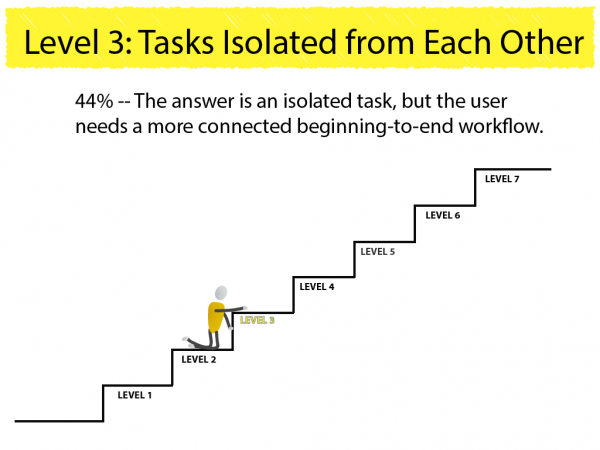 Level 3: Tasks Isolated from Each Other
44% -- The answer is an isolated task, but the user
needs a more connected beginning-to-end workflow.
LEVEL 7
LEVEL 6
LEVEL 5
LEVEL 4
LEVEL 3
LEVEL 2
LEVEL 1